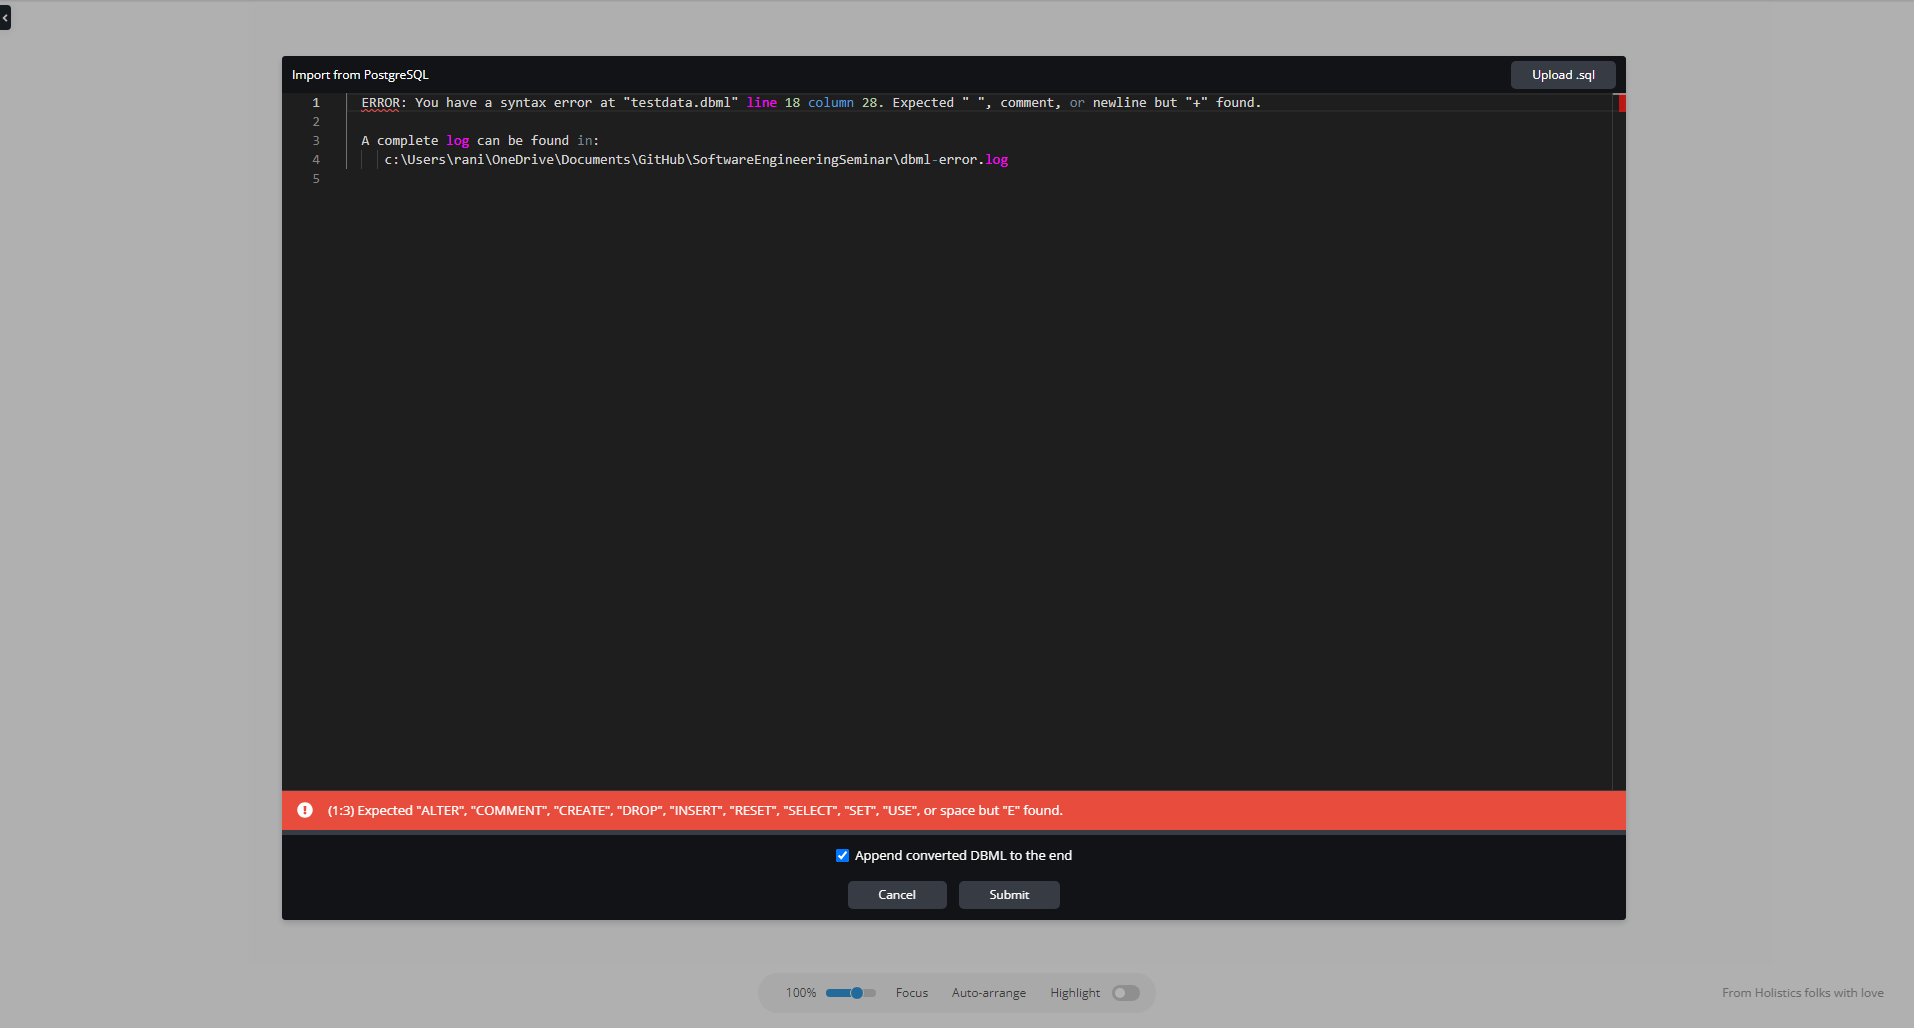 Import from PostgreSQL
Upload .sql
1 ERROR: You have a syntax error at "testdata.dbml" line 18 column 28. Expected " ", comment, or newline but "+" found.
2
3 A complete log can be found in:
4 c:\Users\rani\OneDrive\Documents\GitHub\SoftwareEngineeringSeminar\dbml-error.log
5
(1:3) Expected "ALTER", "COMMENT", "CREATE", "DROP", "INSERT", "RESET", "SELECT", "SET", "USE", or space but "E" found.
Append converted DBML to the end
Cancel Submit
100% Focus Auto-arrange Highlight
From Holistics folks with love